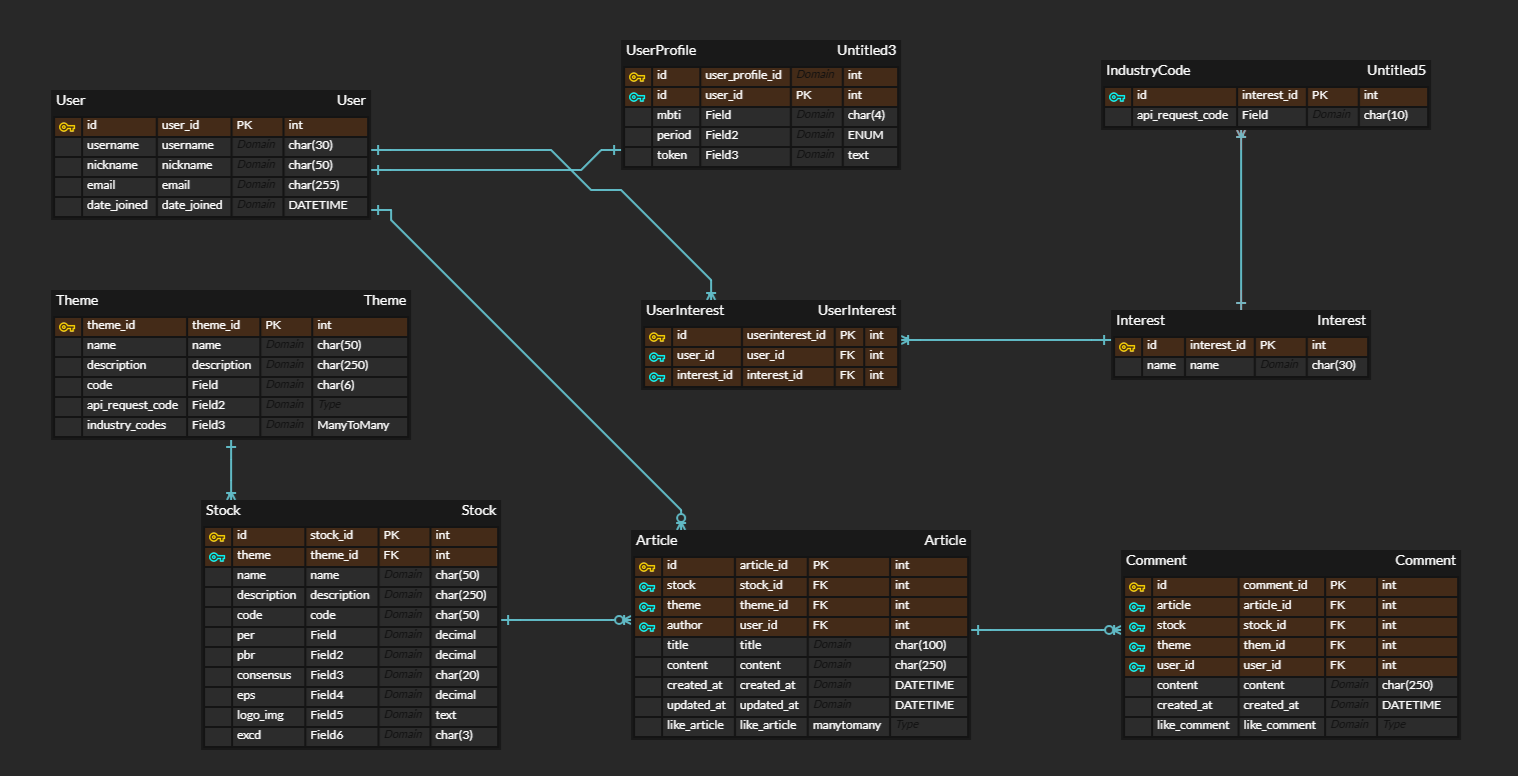 UserProfile Untitled3
id user_profile_id Domain int
id user_id PK int
mbti Field Domain char(4)
period Field2 Domain ENUM
token Field3 Domain text
IndustryCode Untitled5
id interest_id PK int
api_request_code Field Domain char(10)
User User
id user_id PK int
username username Domain char(30)
nickname nickname Domain char(50)
email email Domain char(255)
date_joined date_joined Domain DATETIME
Theme Theme
theme_id theme_id PK int
name name Domain char(50)
description description Domain char(250)
code Field Domain char(6)
api_request_code Field2 Domain Type
industry_codes Field3 Domain ManyToMany
UserInterest UserInterest
id userinterest_id PK int
user_id user_id FK int
interest_id interest_id FK int
Interest Interest
id interest_id PK int
name name Domain char(30)
Stock Stock
id stock_id PK int
theme theme_id FK int
name name Domain char(50)
description description Domain char(250)
code code Domain char(50)
per Field Domain decimal
pbr Field2 Domain decimal
consensus Field3 Domain char(20)
eps Field4 Domain decimal
logo_img Field5 Domain text
excd Field6 Domain char(3)
Article Article
id article_id PK int
stock stock_id FK int
theme theme_id FK int
author user_id FK int
title title Domain char(100)
content content Domain char(250)
created_at created_at Domain DATETIME
updated_at updated_at Domain DATETIME
like_article like_article manytomany Type
Comment Comment
id comment_id PK int
article article_id FK int
stock stock_id FK int
theme them_id FK int
user_id user_id FK int
content content Domain char(250)
created_at created_at Domain DATETIME
like_comment like_comment Domain Type